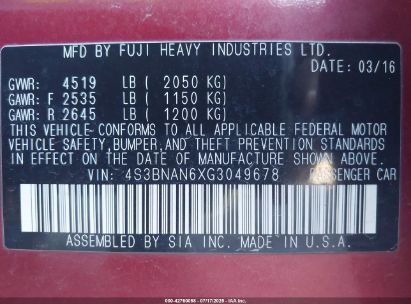 MFD BY FUJI HEAVY INDUSTRIES LTD.
DATE: 03/16
GVWR: 4519 LB ( 2050 KG)
GAWR: F 2535 LB ( 1150 KG)
GAWR: R 2645 LB ( 1200 KG)
THIS VEHICLE CONFORMS TO ALL APPLICABLE FEDERAL MOTOR
VEHICLE SAFETY, BUMPER, AND THEFT PREVENTION STANDARDS
IN EFFECT ON THE DATE OF MANUFACTURE SHOWN ABOVE.
VIN: 4S3BNAN6XG3049678 PASSENGER CAR
ASSEMBLED BY SIA INC. MADE IN U.S.A.